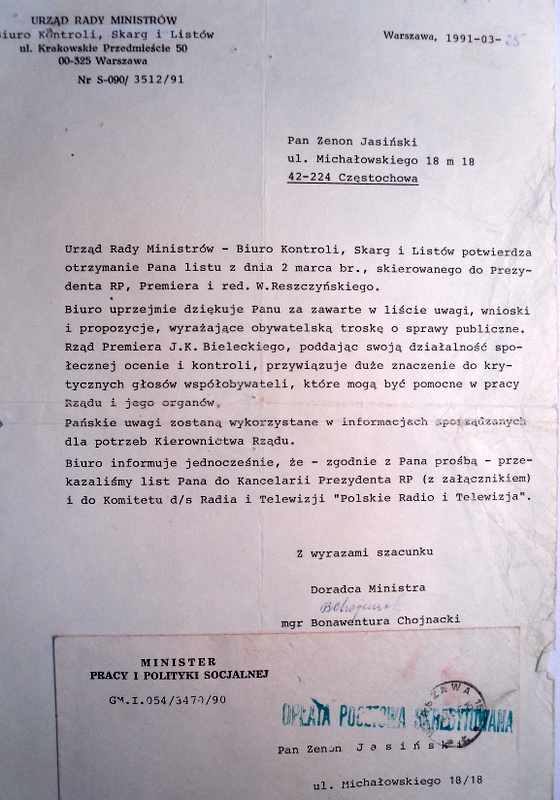 URZĄD RADY MINISTRÓW
Biuro Kontroli, Skarg i Listów
ul. Krakowskie Przedmieście 50
00-325 Warszawa
Nr S-090/ 3512/91
Warszawa, 1991-03-
Pan Zenon Jasiński
ul. Michałowskiego 18 m 18
42-224 Częstochowa
Urząd Rady Ministrów - Biuro Kontroli, Skarg i Listów potwierdza
otrzymanie Pana listu z dnia 2 marca br., skierowanego do Prezy-
denta RP, Premiera i red. W.Reszczyńskiego.
Biuro uprzejmie dziękuje Panu za zawarte w liście uwagi, wnioski
i propozycje, wyrażające obywatelską troskę o sprawy publiczne.
Rząd Premiera J.K. Bieleckiego, poddając swoją działalność spo-
łecznej ocenie i kontroli, przywiązuje duże znaczenie do kry-
tycznych głosów współobywateli, które mogą być pomocne w pracy
Rządu i jego organów.
Pańskie uwagi zostaną wykorzystane w informacjach sporządzanych
dla potrzeb Kierownictwa Rządu.
Biuro informuje jednocześnie, że - zgodnie z Pana prośbą - prze-
kazaliśmy list Pana do Kancelarii Prezydenta RP (z załącznikiem)
i do Komitetu d/s Radia i Telewizji "Polskie Radio i Telewizja".
Z wyrazami szacunku
Doradca Ministra
mgr Bonawentura Chojnacki
MINISTER
PRACY I POLITYKI SOCJALNEJ
GM.I.054/3470/90
OPŁATA POCZTOWA SKREDYTOWANA
Pan Zenon Jasiński
ul. Michałowskiego 18/18